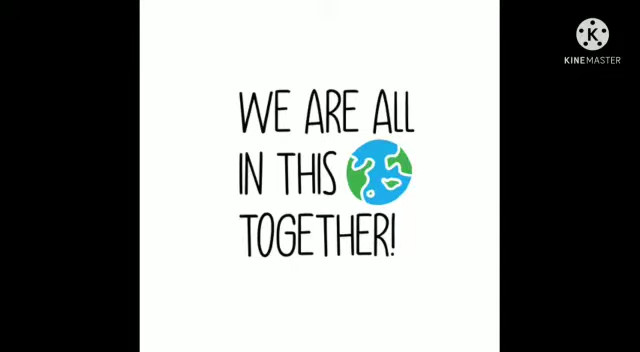 WE ARE ALL
IN THIS
TOGETHER!
K
KINEMASTER